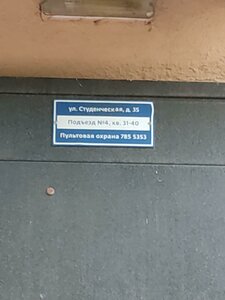 ул. Студенческая, д. 35
Подъезд №4, кв. 31-40
Пультовая охрана 785 5353